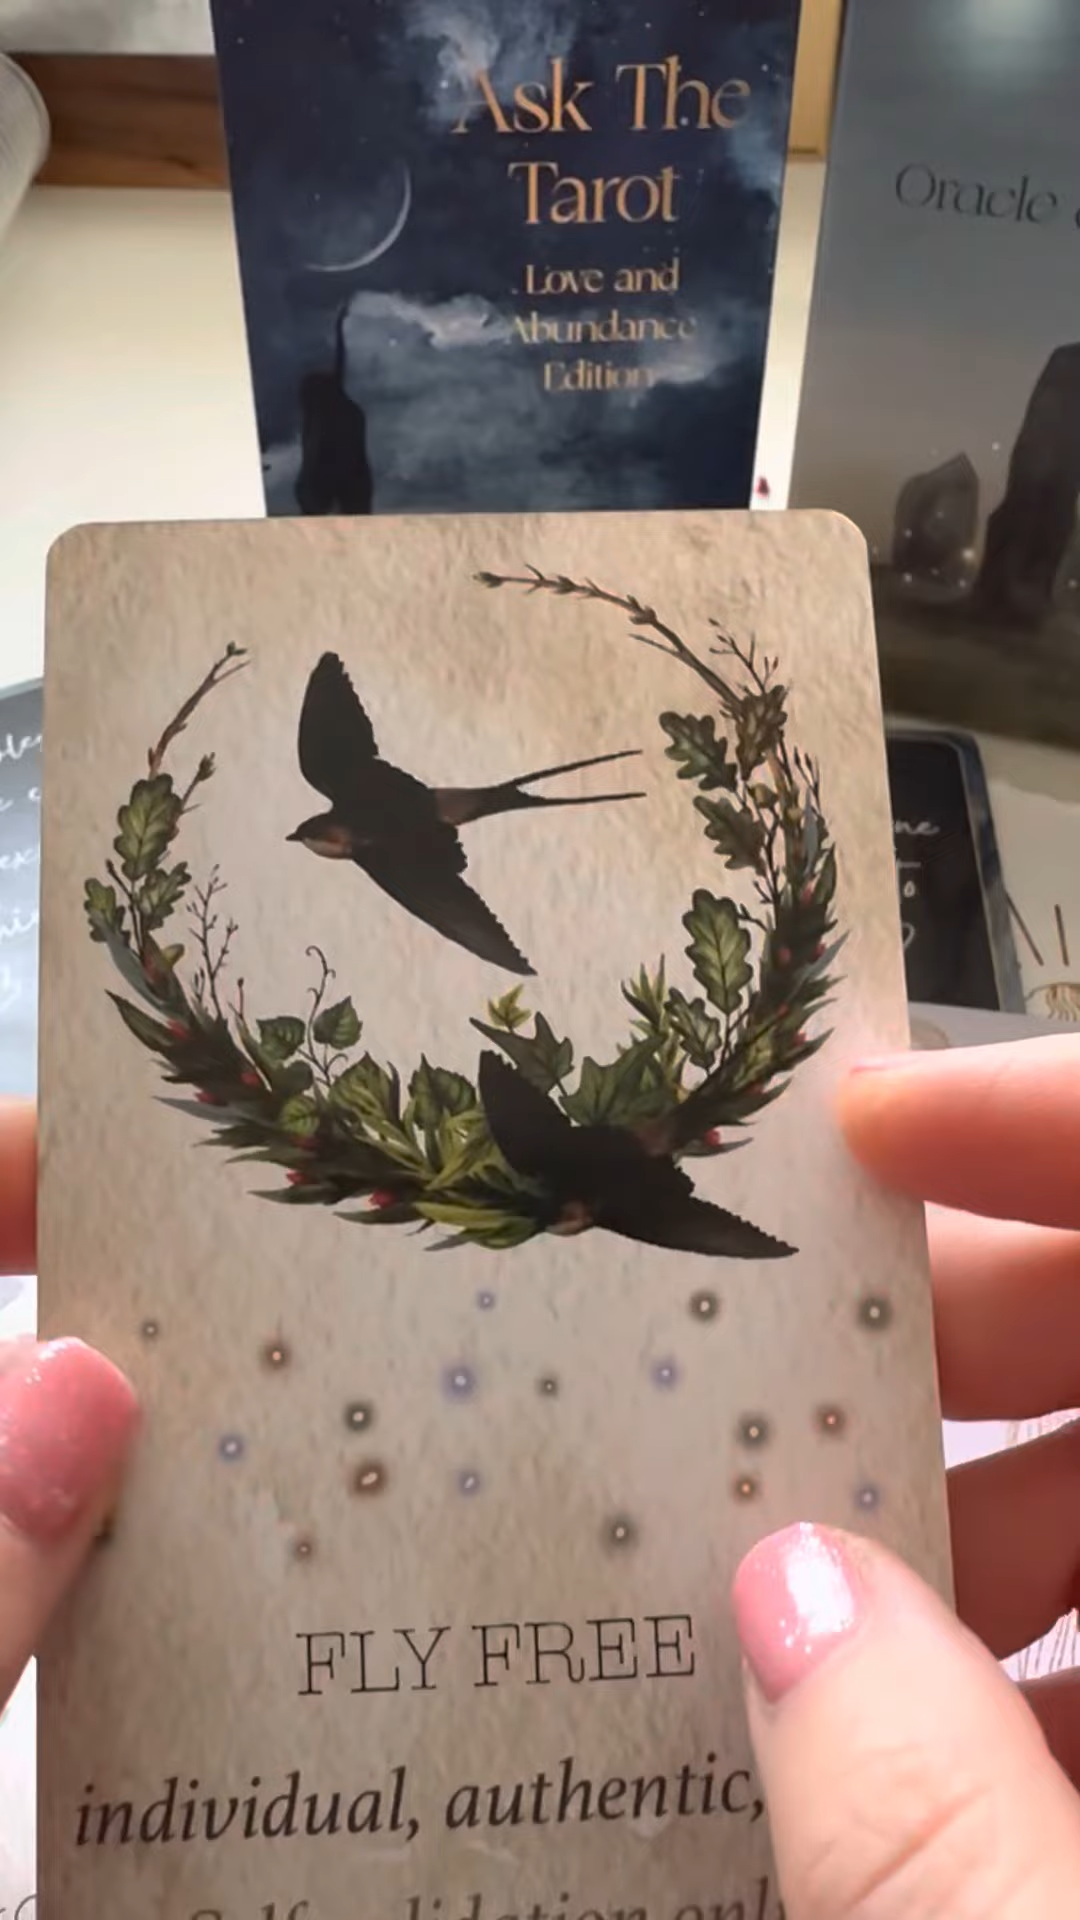 Ask The
Tarot
Love and
Abundance
Edition
Oracle
FLY FREE
individual, authentic,